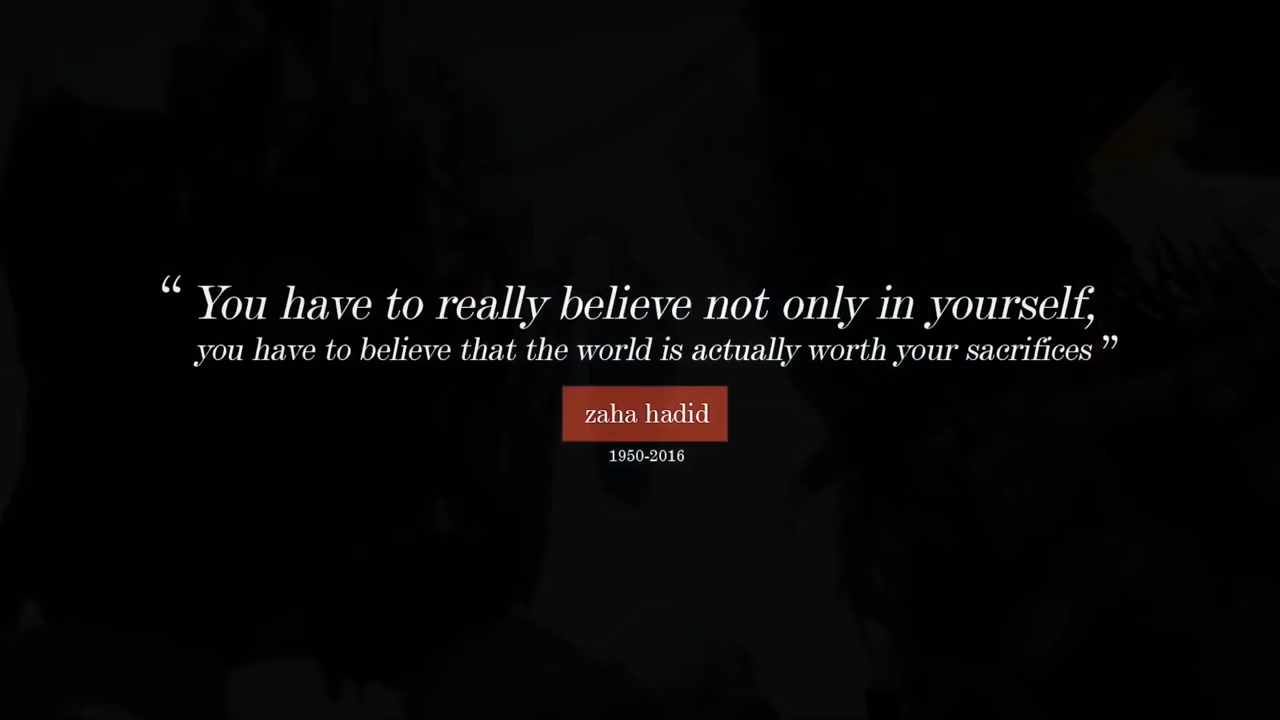 “ You have to really believe not only in yourself,
you have to believe that the world is actually worth your sacrifices ”
zaha hadid
1950-2016